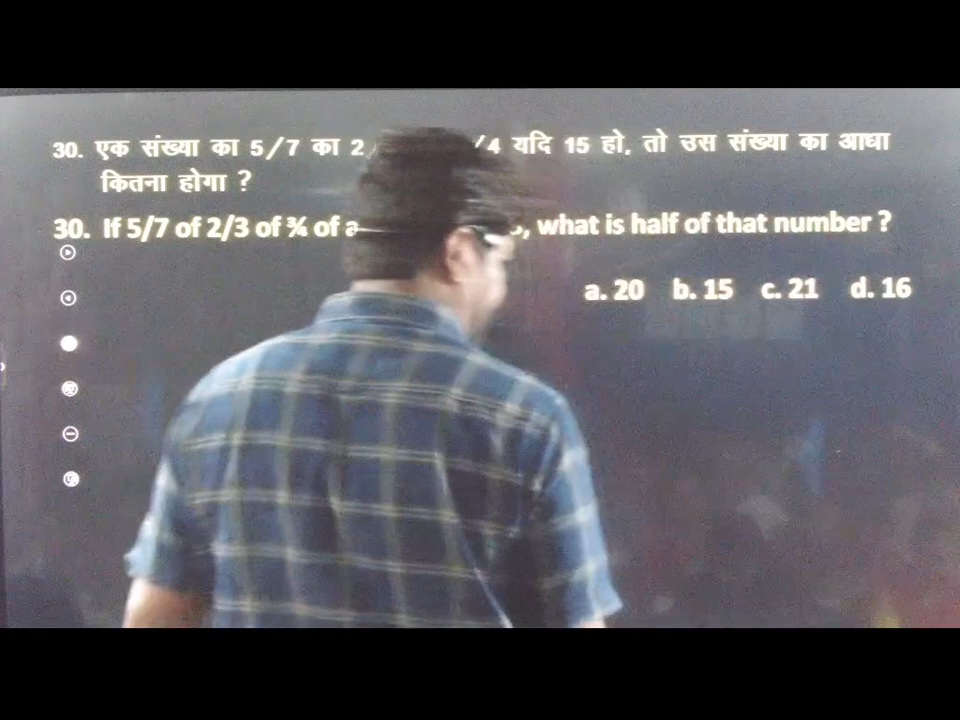 30. एक संख्या का 5/7 का 2 /4 यदि 15 हो, तो उस संख्या का आधा
कितना होगा ?
30. If 5/7 of 2/3 of ¾ of a , what is half of that number ?
a. 20 b. 15 c. 21 d. 16